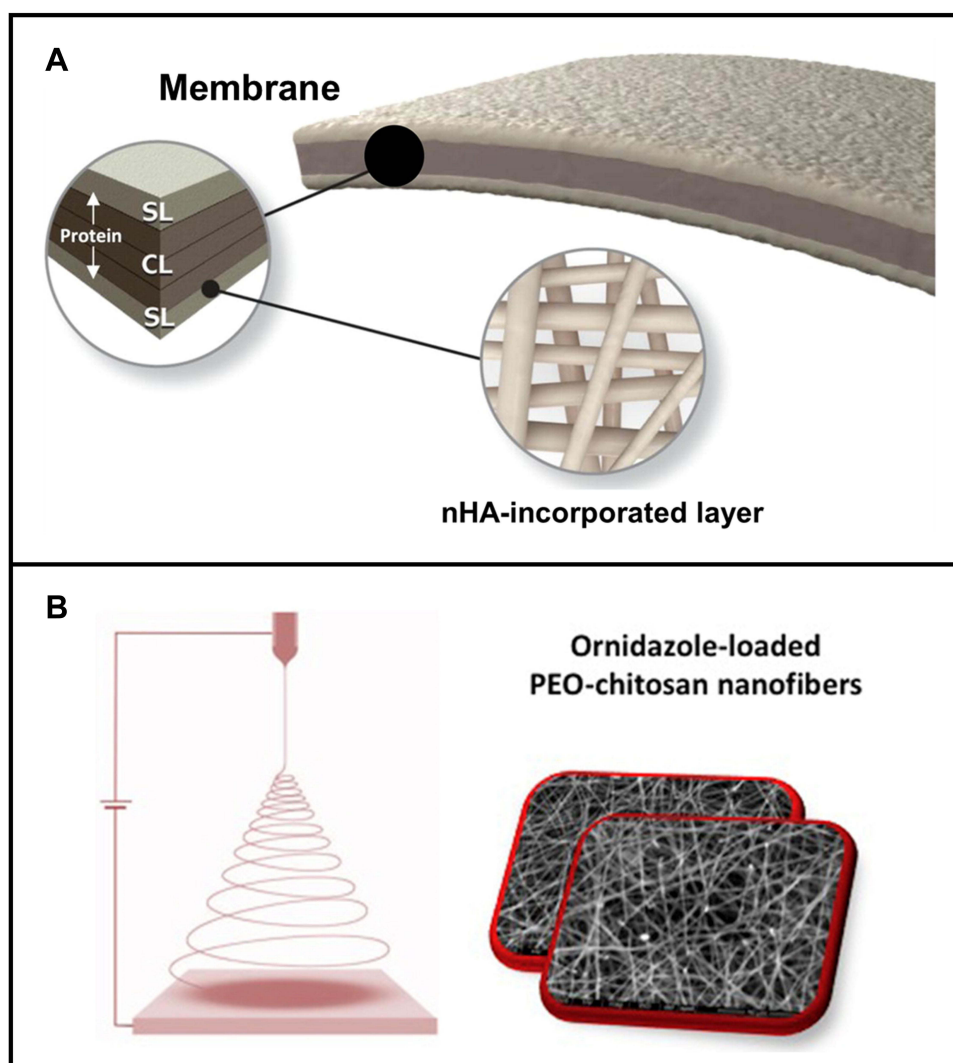 A
Membrane
SL
Protein
CL
SL
nHA-incorporated layer
B
Ornidazole-loaded
PEO-chitosan nanofibers